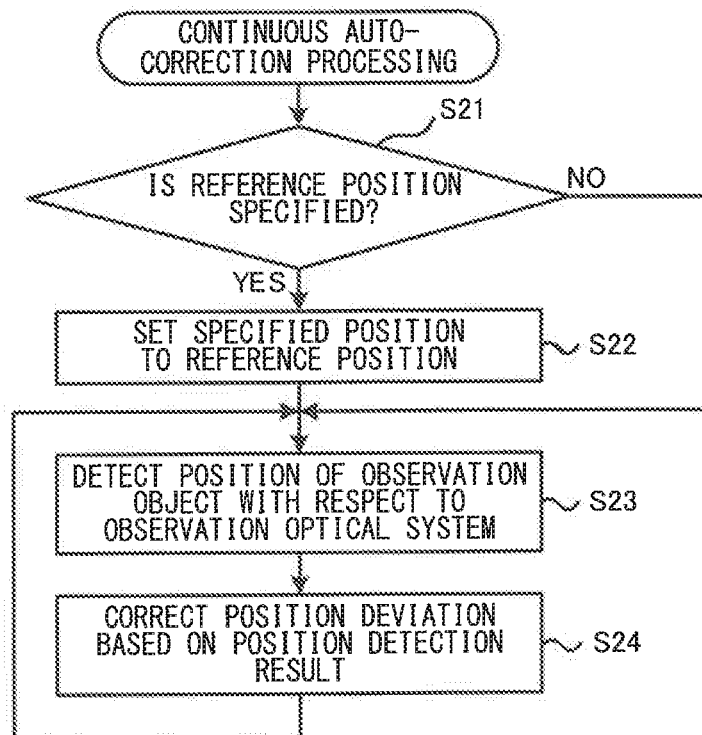 CONTINUOUS AUTO-
CORRECTION PROCESSING
S21
IS REFERENCE POSITION
SPECIFIED?
NO
YES
SET SPECIFIED POSITION
TO REFERENCE POSITION
S22
DETECT POSITION OF OBSERVATION
OBJECT WITH RESPECT TO
OBSERVATION OPTICAL SYSTEM
S23
CORRECT POSITION DEVIATION
BASED ON POSITION DETECTION
RESULT
S24